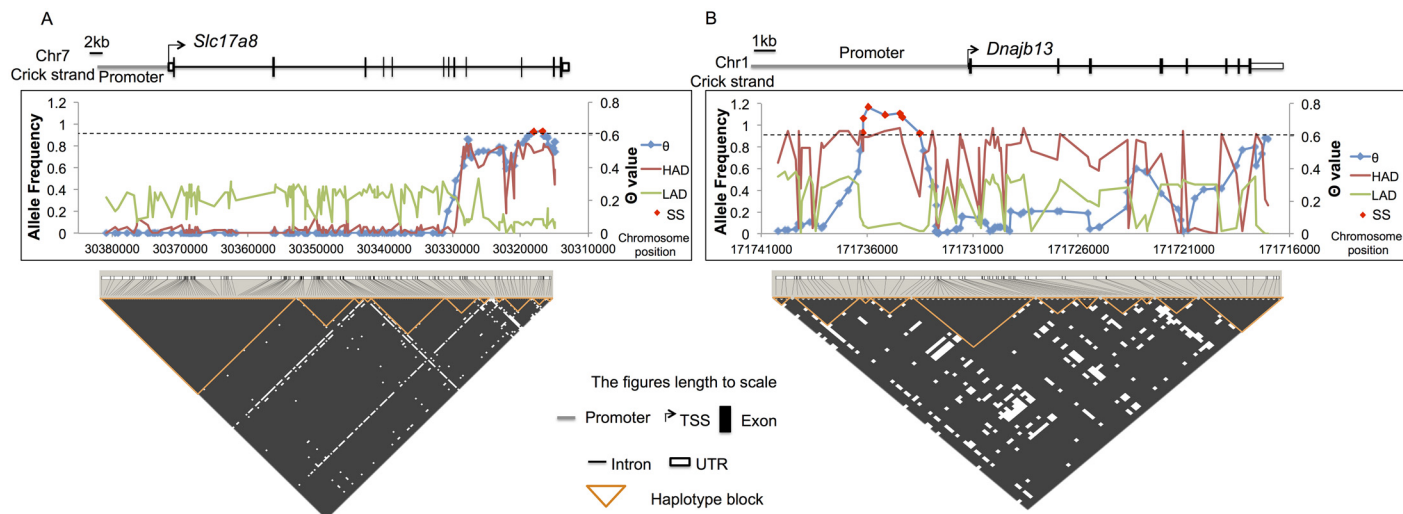 A
2kb
Slc17a8
Chr7
Crick strand
Promoter
Allele Frequency
1.2
1
0.8
0.6
0.4
0.2
0
0.8
0.6
0.4
0.2
0
Θ value
θ
HAD
LAD
SS
30380000
30370000
30360000
30350000
30340000
30330000
30320000
30310000
Chromosome
position
B
1kb
Dnajb13
Chr1
Crick strand
Promoter
Allele Frequency
1.2
1
0.8
0.6
0.4
0.2
0
0.8
0.6
0.4
0.2
0
Θ value
θ
HAD
LAD
SS
171741000
171736000
171731000
171726000
171721000
171716000
Chromosome
position
The figures length to scale
Promoter
TSS
Exon
Intron
UTR
Haplotype block